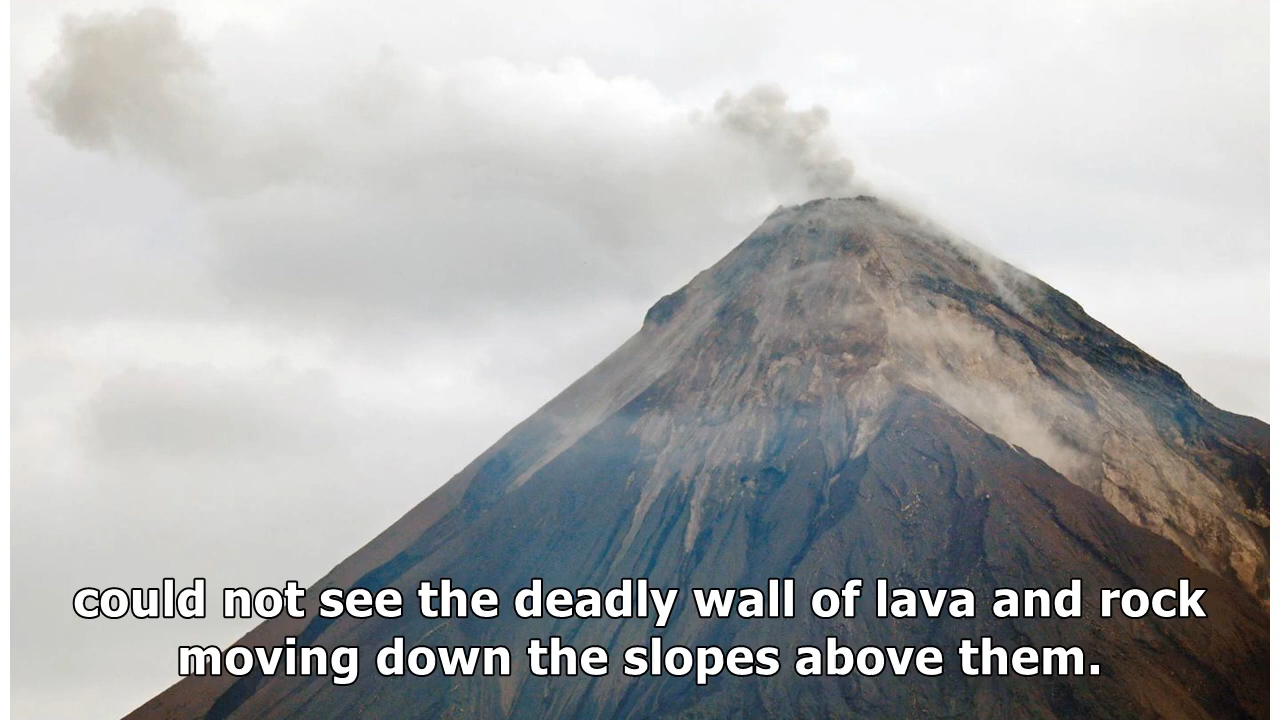 could not see the deadly wall of lava and rock
moving down the slopes above them.